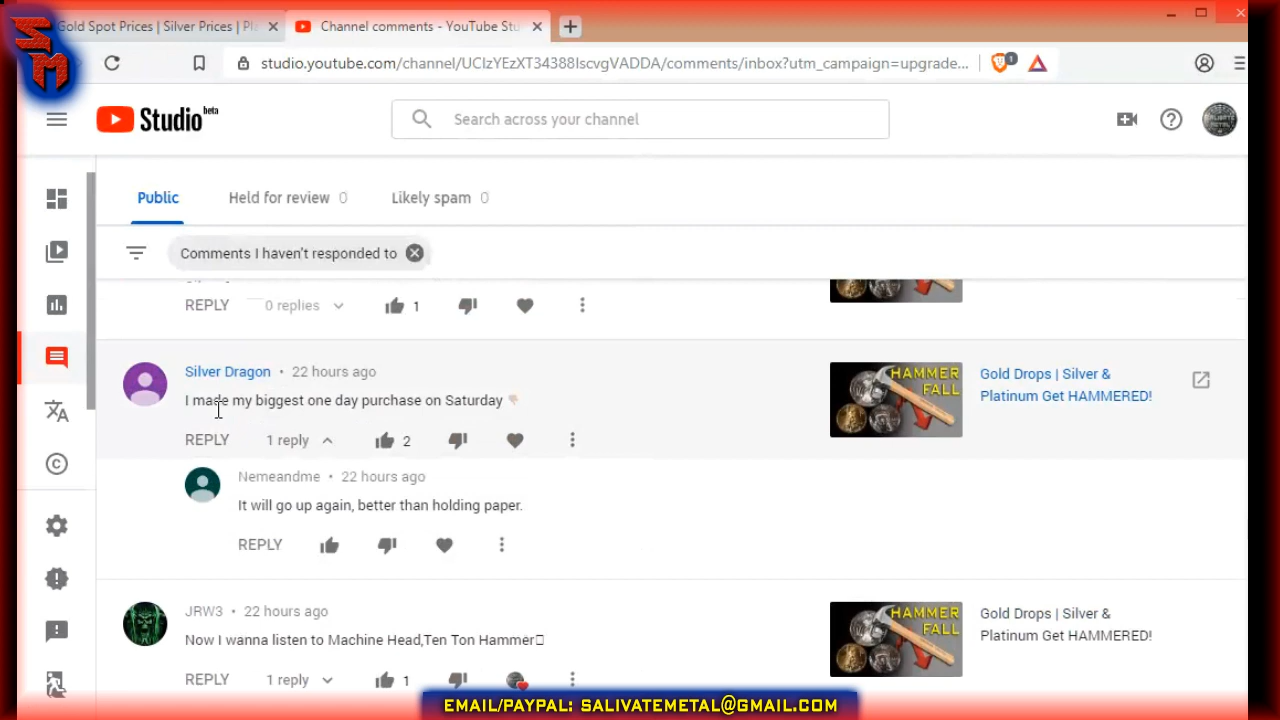 SM
Gold Spot Prices | Silver Prices | Pl
Channel comments - YouTube Stu
studio.youtube.com/channel/UCIzYEzXT34388IscvgVADDA/comments/inbox?utm_campaign=upgrade...
1
Studio beta
Search across your channel
SALIVATE METAL
Public
Held for review 0
Likely spam 0
Comments I haven't responded to
REPLY
0 replies
1
Silver Dragon • 22 hours ago
I made my biggest one day purchase on Saturday
REPLY
1 reply
2
HAMMER FALL
Gold Drops | Silver &
Platinum Get HAMMERED!
Nemeandme • 22 hours ago
It will go up again, better than holding paper.
REPLY
JRW3 • 22 hours ago
Now I wanna listen to Machine Head,Ten Ton Hammer
REPLY
1 reply
1
HAMMER FALL
Gold Drops | Silver &
Platinum Get HAMMERED!
EMAIL/PAYPAL: SALIVATEMETAL@GMAIL.COM